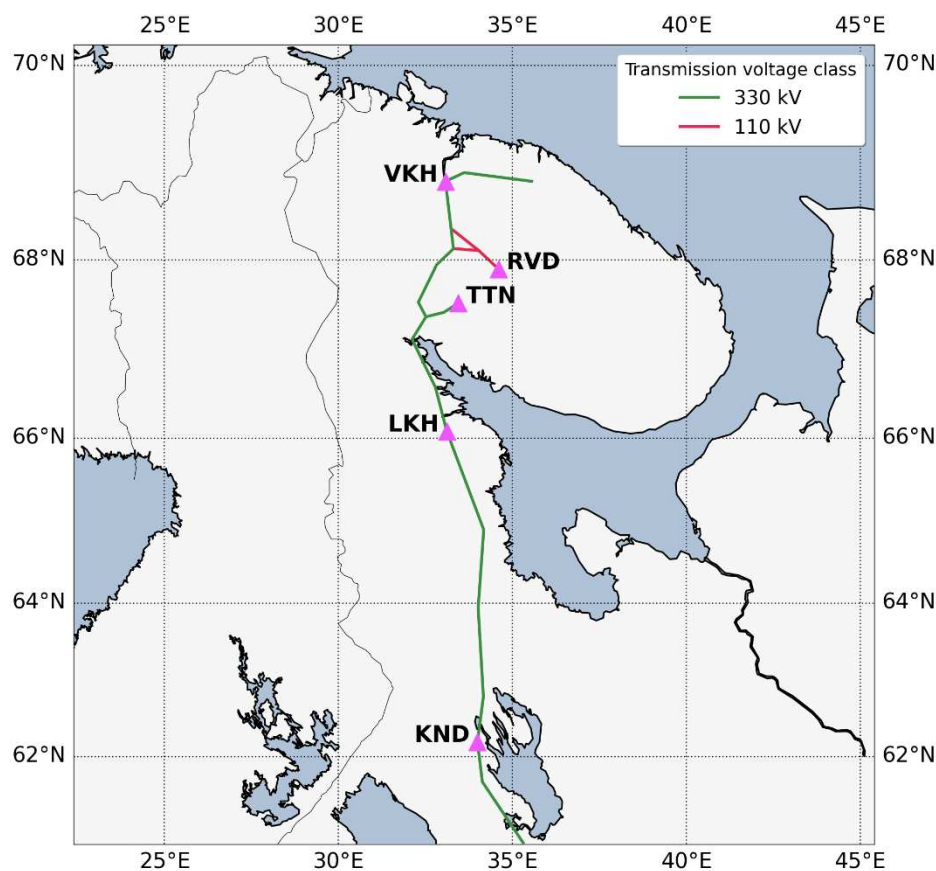 25°E 30°E 35°E 40°E 45°E
70°N 70°N
Transmission voltage class
330 kV
110 kV
VKH
68°N 68°N
RVD
TTN
LKH
66°N 66°N
64°N 64°N
KND
62°N 62°N
25°E 30°E 35°E 40°E 45°E